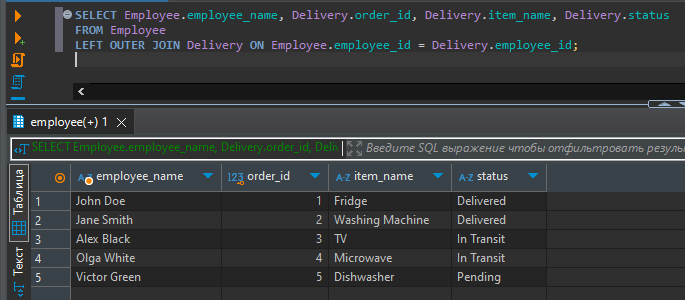 SELECT Employee.employee_name, Delivery.order_id, Delivery.item_name, Delivery.status
FROM Employee
LEFT OUTER JOIN Delivery ON Employee.employee_id = Delivery.employee_id;
employee(+) 1
SELECT Employee.employee_name, Delivery.order_id, Deliv Введите SQL выражение чтобы отфильтровать резуль
Таблица
Текст
A-Z employee_name 123 order_id A-Z item_name A-Z status
1 John Doe 1 Fridge Delivered
2 Jane Smith 2 Washing Machine Delivered
3 Alex Black 3 TV In Transit
4 Olga White 4 Microwave In Transit
5 Victor Green 5 Dishwasher Pending